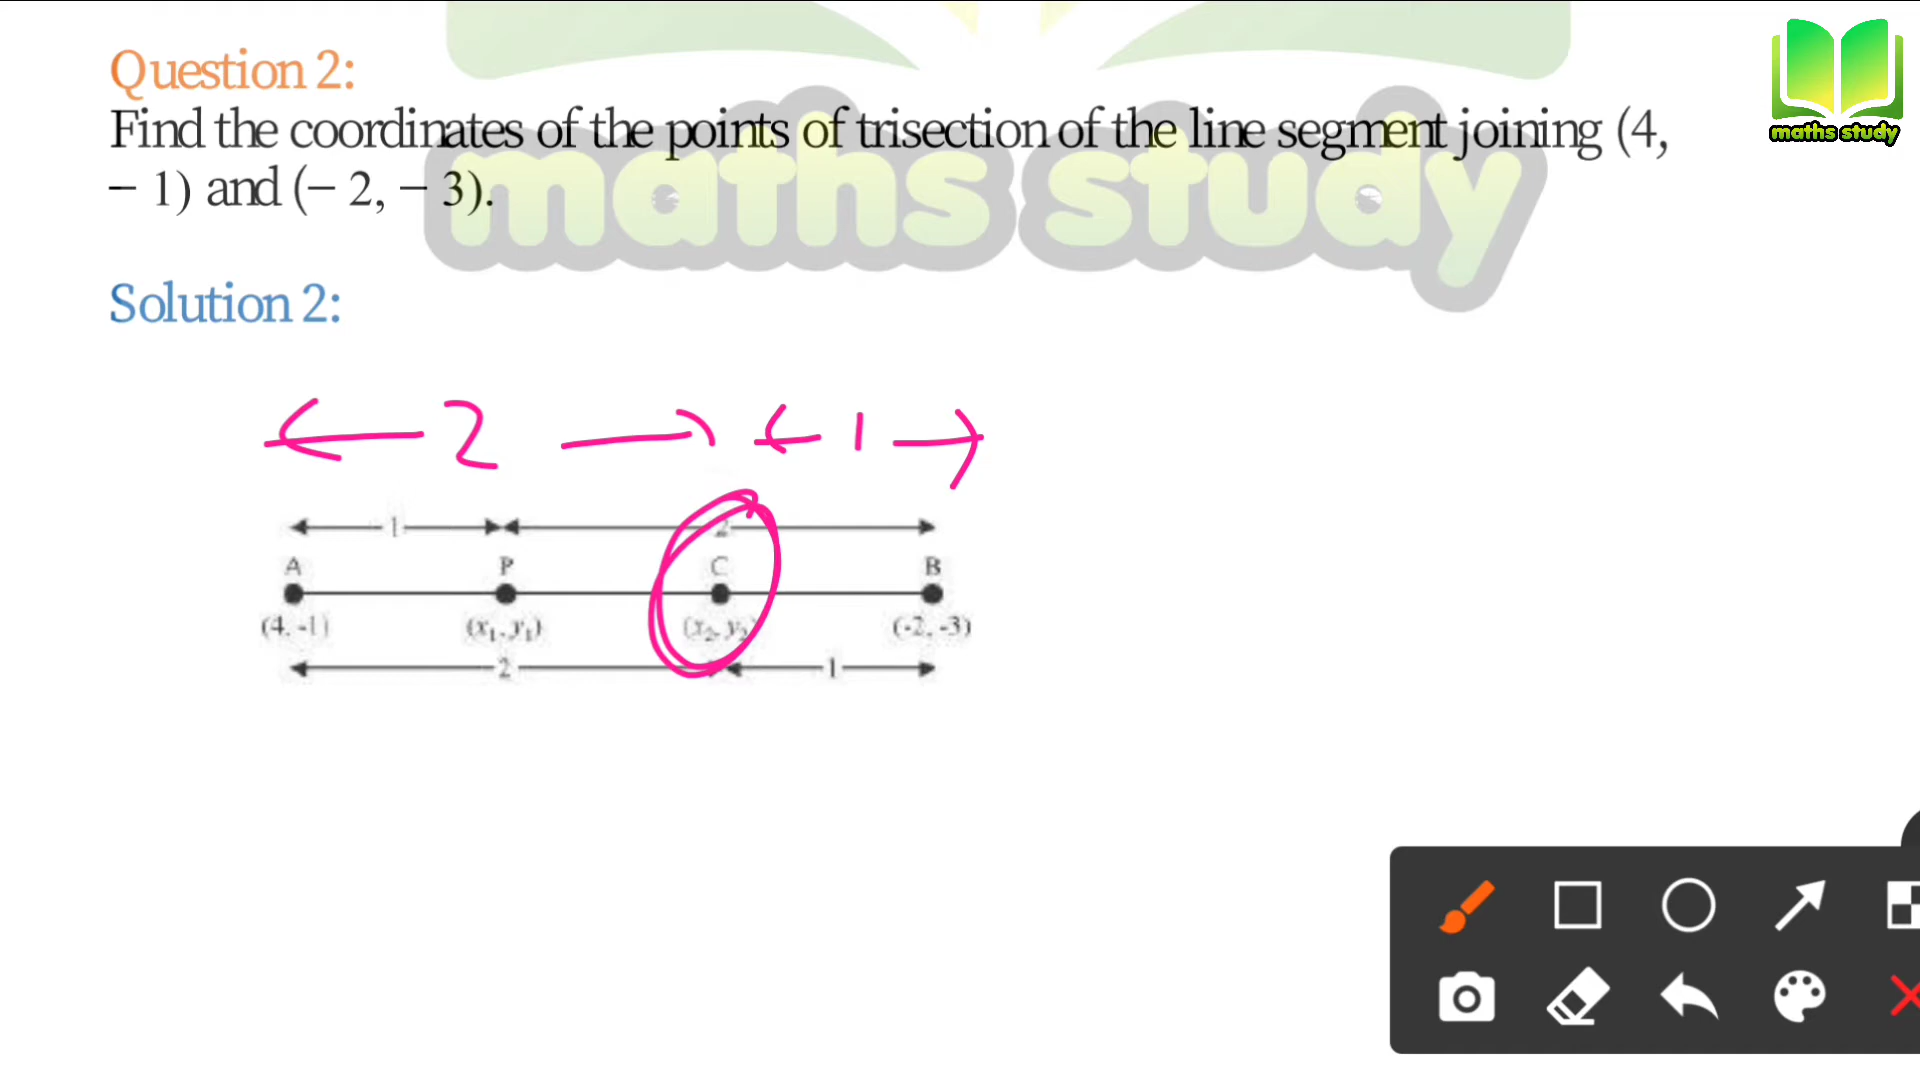 maths study
Question 2:
Find the coordinates of the points of trisection of the line segment joining (4,
– 1) and (– 2, – 3).
maths study
Solution 2:
2 1
1 2
A P C B
(4, -1) (x₁, y₁) (x₂, y₂) (-2, -3)
2 1